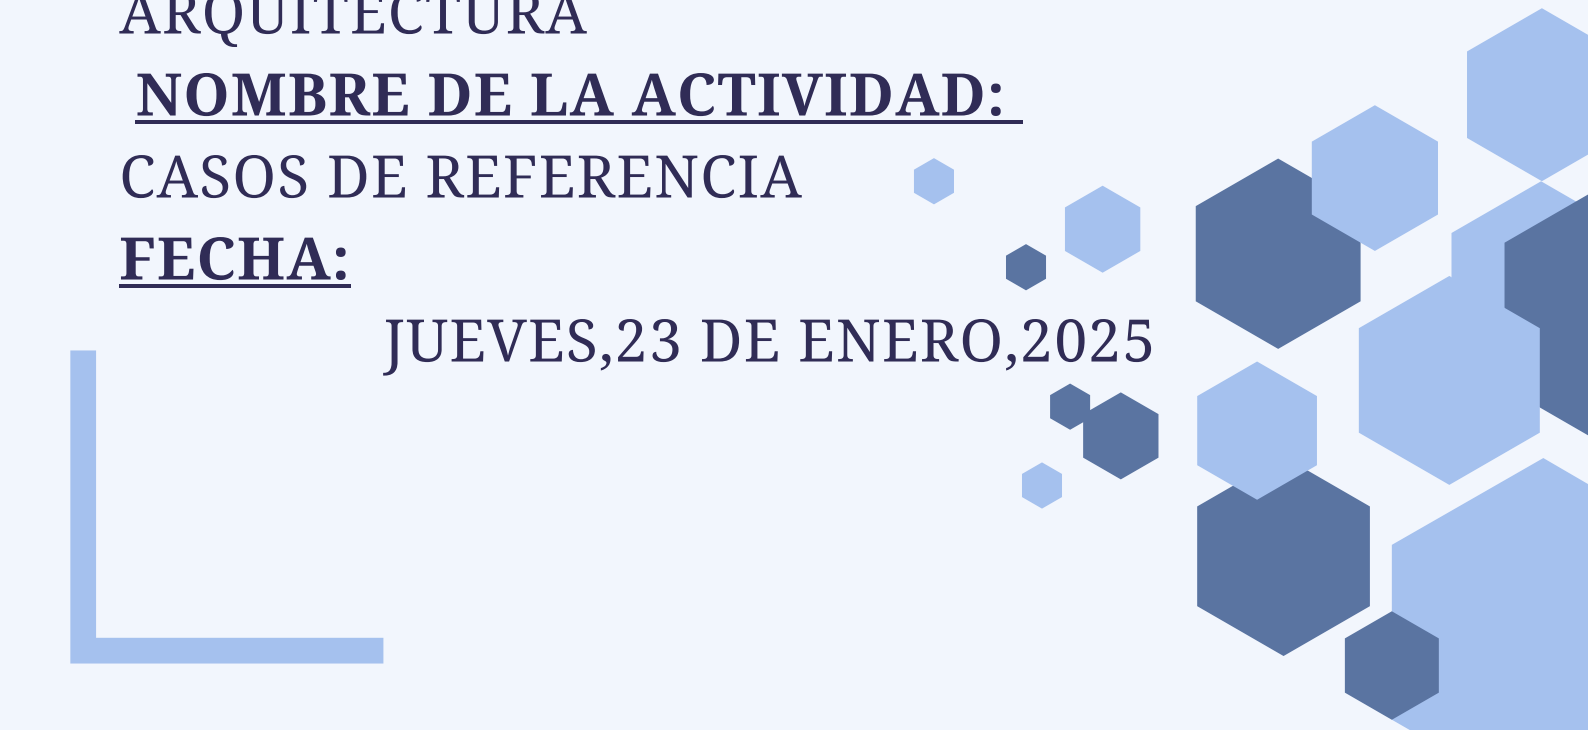 ARQUITECTURA
NOMBRE DE LA ACTIVIDAD:
CASOS DE REFERENCIA
FECHA:
JUEVES,23 DE ENERO,2025